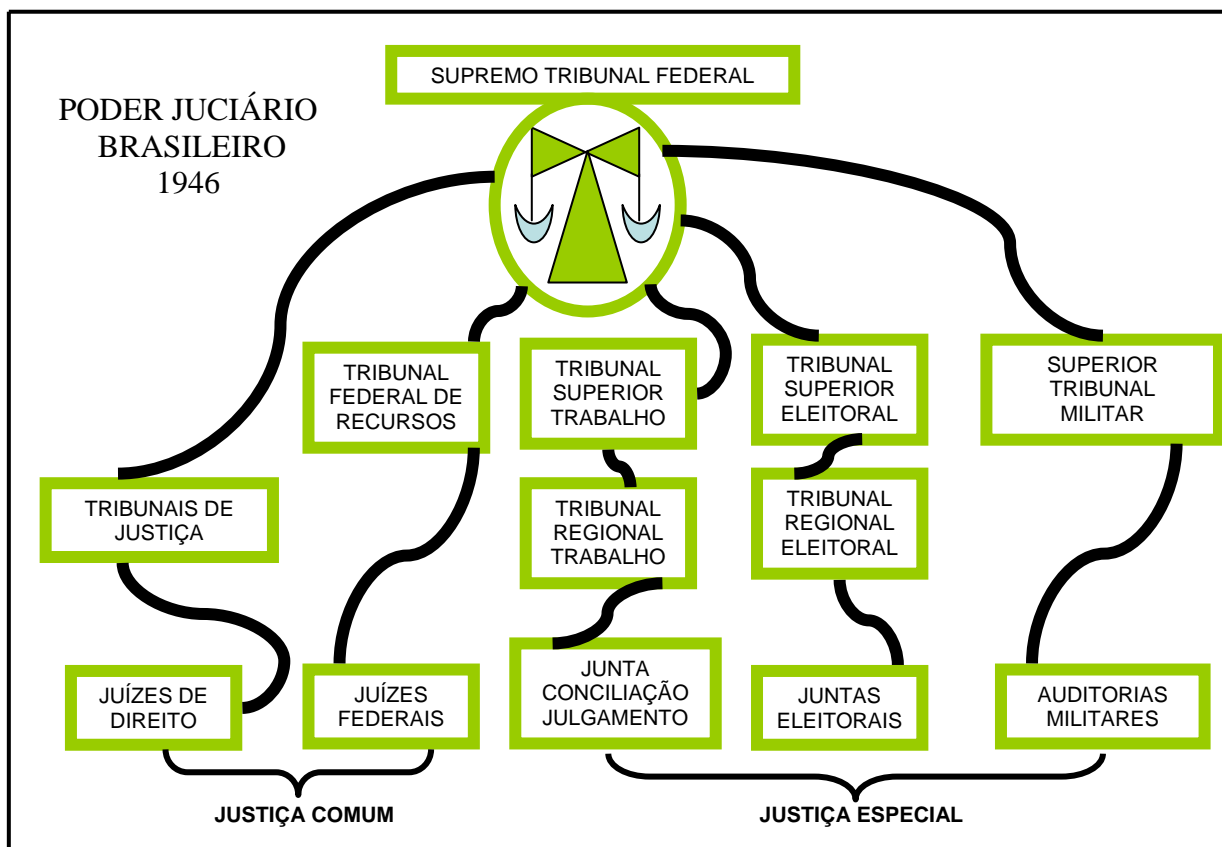 SUPREMO TRIBUNAL FEDERAL
PODER JUCIÁRIO
BRASILEIRO
1946
TRIBUNAL
FEDERAL DE
RECURSOS
TRIBUNAL
SUPERIOR
TRABALHO
TRIBUNAL
SUPERIOR
ELEITORAL
SUPERIOR
TRIBUNAL
MILITAR
TRIBUNAIS DE
JUSTIÇA
TRIBUNAL
REGIONAL
TRABALHO
TRIBUNAL
REGIONAL
ELEITORAL
JUÍZES DE
DIREITO
JUÍZES
FEDERAIS
JUNTA
CONCILIAÇÃO
JULGAMENTO
JUNTAS
ELEITORAIS
AUDITORIAS
MILITARES
JUSTIÇA COMUM
JUSTIÇA ESPECIAL